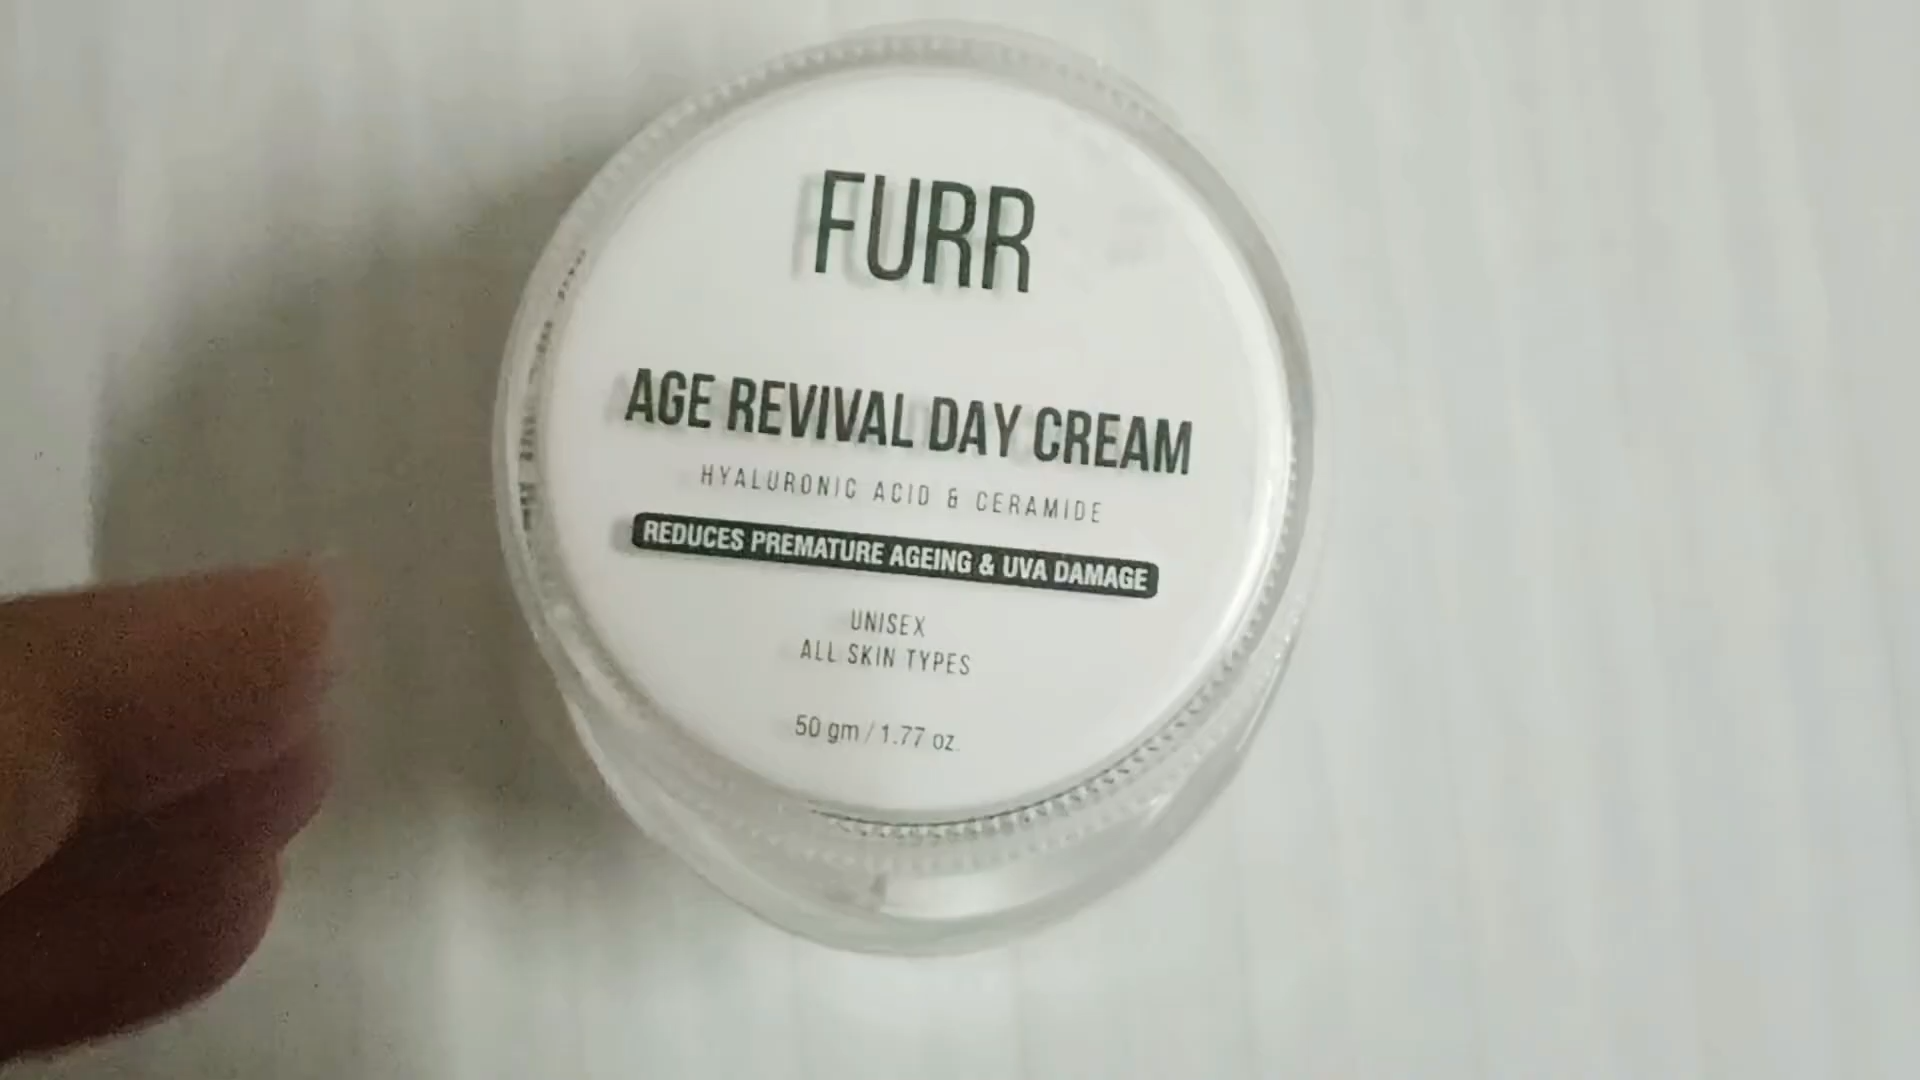 FURR
AGE REVIVAL DAY CREAM
HYALURONIC ACID & CERAMIDE
REDUCES PREMATURE AGEING & UVA DAMAGE
UNISEX
ALL SKIN TYPES
50 gm / 1.77 oz.